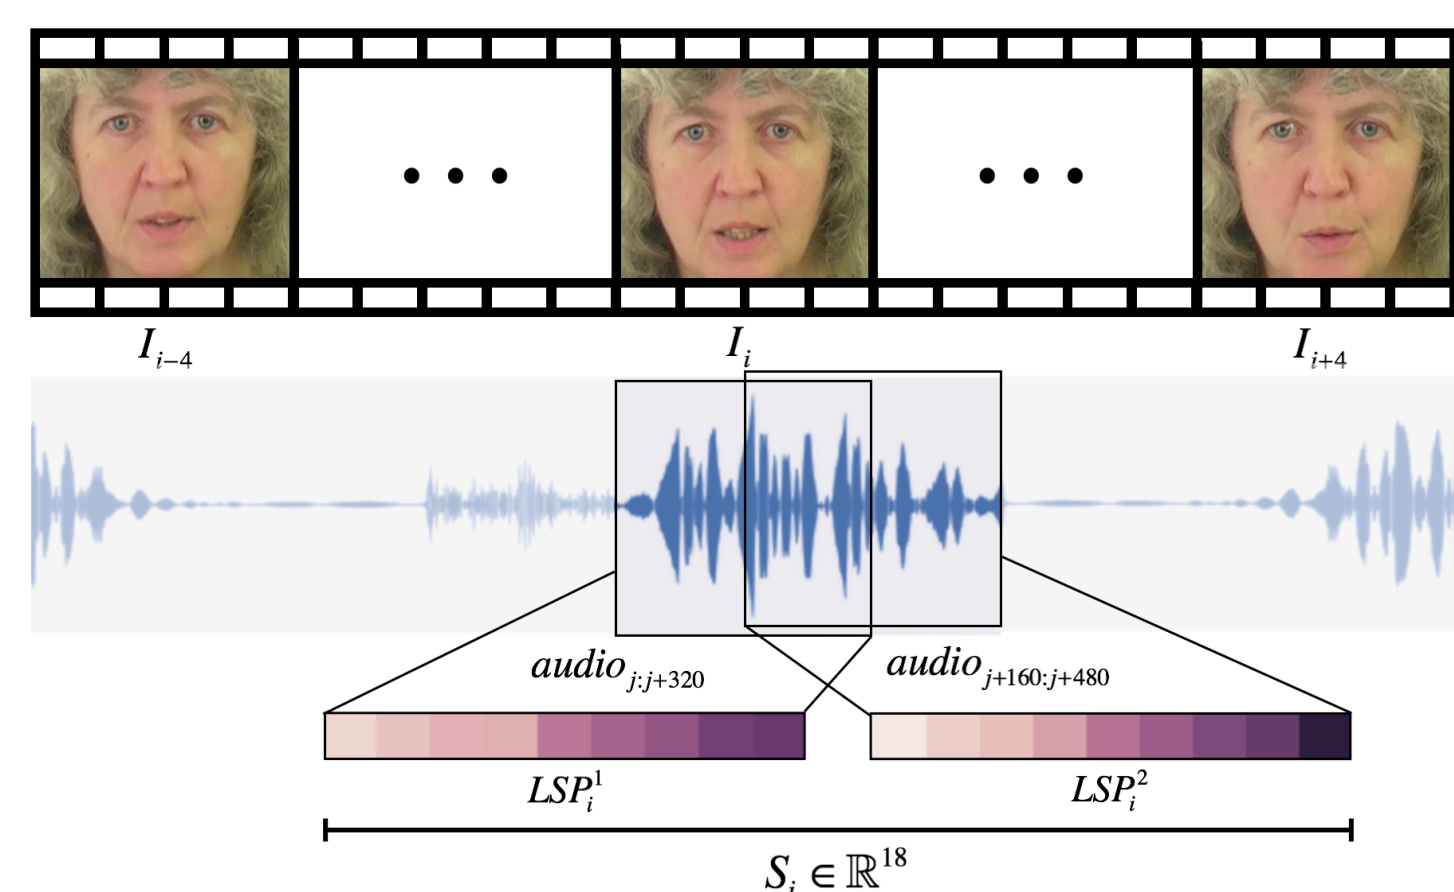 • • •
• • •
I_{i−4} I_i I_{i+4}
audio_{j:j+320} audio_{j+160:j+480}
LSP_i^1 LSP_i^2
S_i ∈ ℝ^{18}